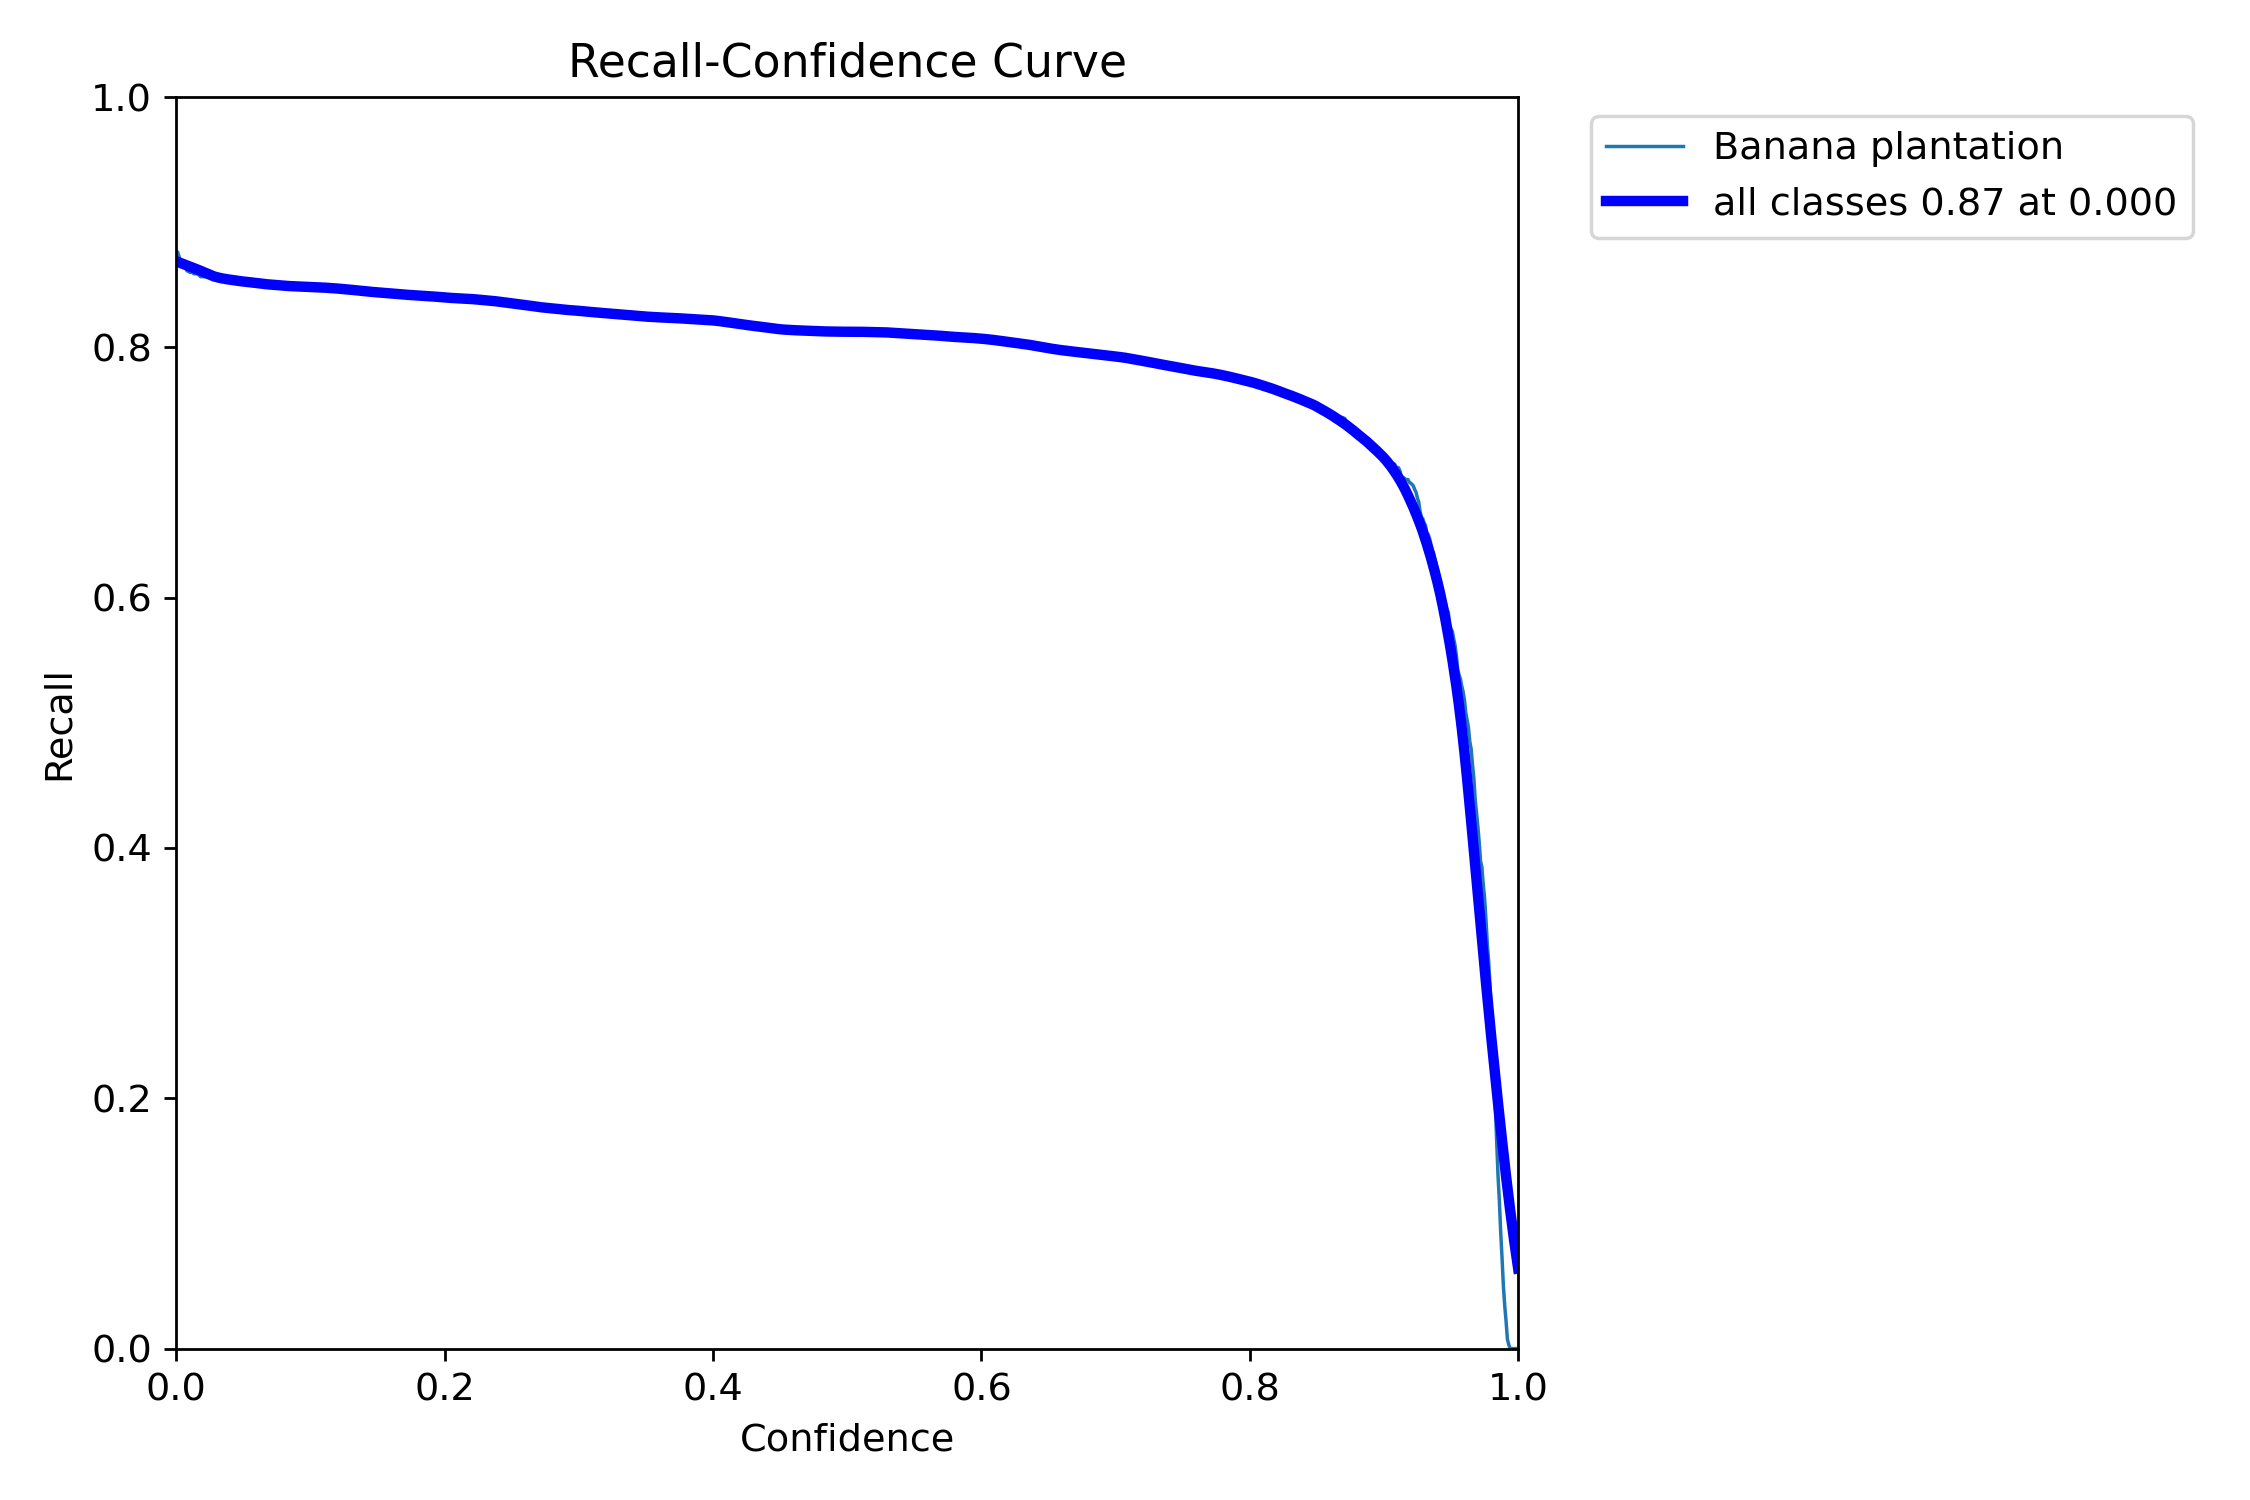 Recall-Confidence Curve
Banana plantation
all classes 0.87 at 0.000
1.0
0.8
0.6
0.4
0.2
0.0
Recall
0.0 0.2 0.4 0.6 0.8 1.0
Confidence